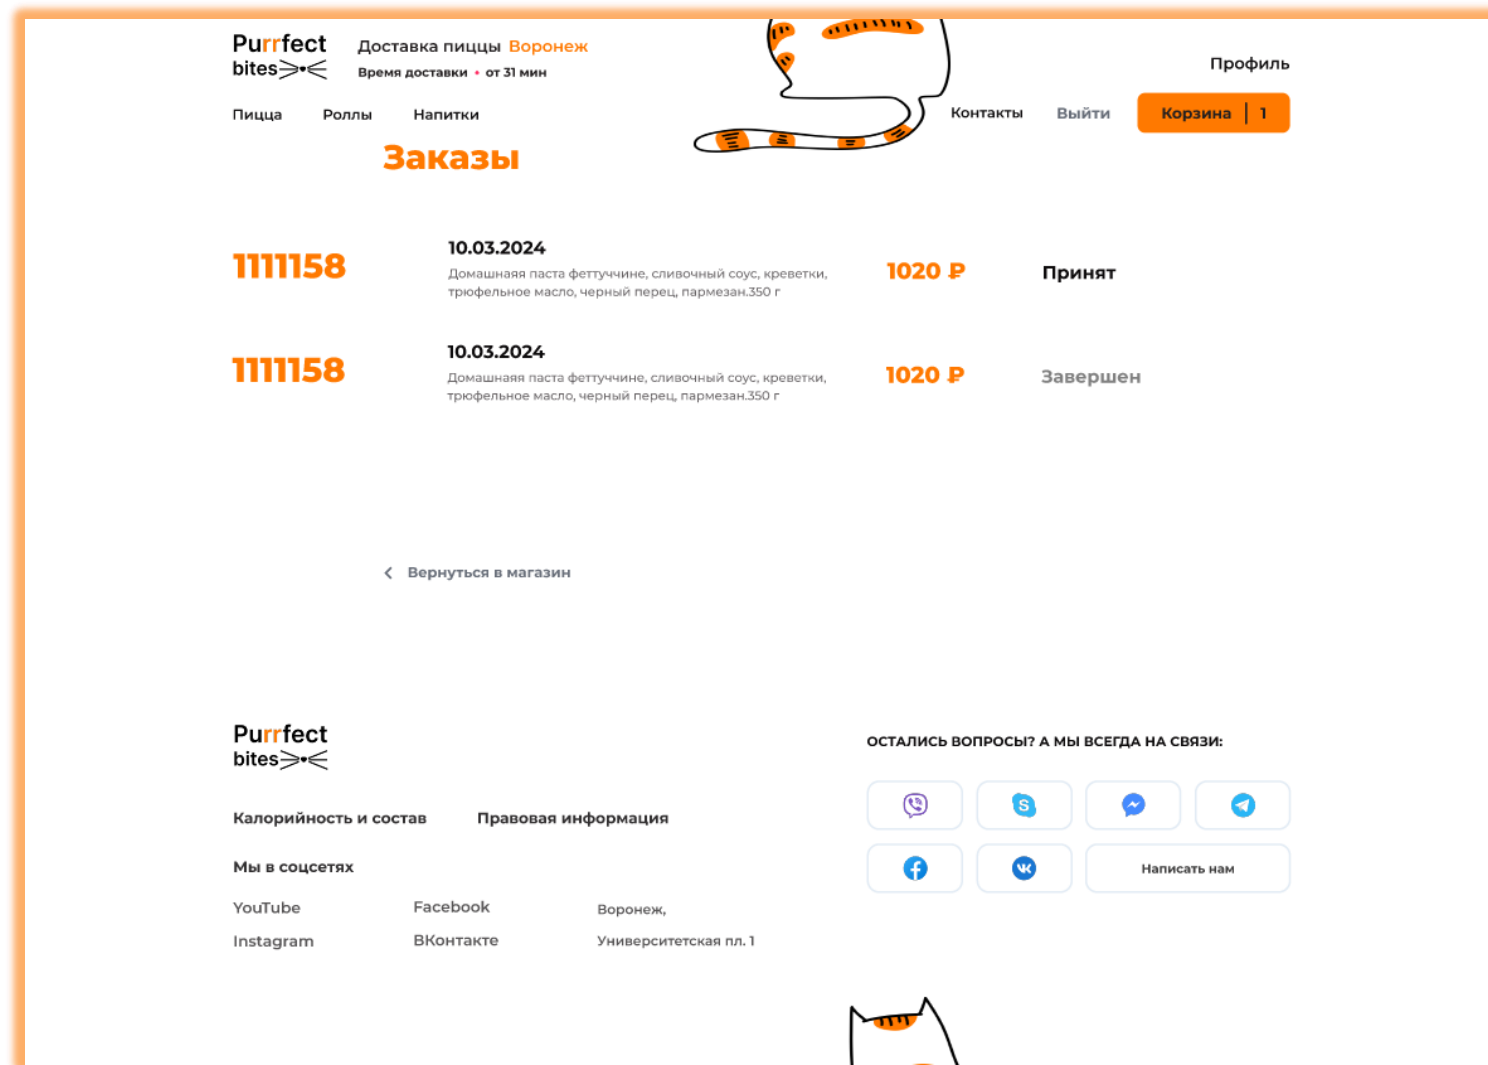 Purrfect
bites
Доставка пиццы Воронеж
Время доставки • от 31 мин
Профиль
Пицца
Роллы
Напитки
Контакты
Выйти
Корзина | 1
Заказы
1111158
10.03.2024
Домашнаяя паста феттуччине, сливочный соус, креветки,
трюфельное масло, черный перец, пармезан.350 г
1020 ₽
Принят
1111158
10.03.2024
Домашнаяя паста феттуччине, сливочный соус, креветки,
трюфельное масло, черный перец, пармезан.350 г
1020 ₽
Завершен
Вернуться в магазин
Purrfect
bites
ОСТАЛИСЬ ВОПРОСЫ? А МЫ ВСЕГДА НА СВЯЗИ:
Калорийность и состав
Правовая информация
Мы в соцсетях
Написать нам
YouTube
Facebook
Воронеж,
Instagram
ВКонтакте
Университетская пл. 1